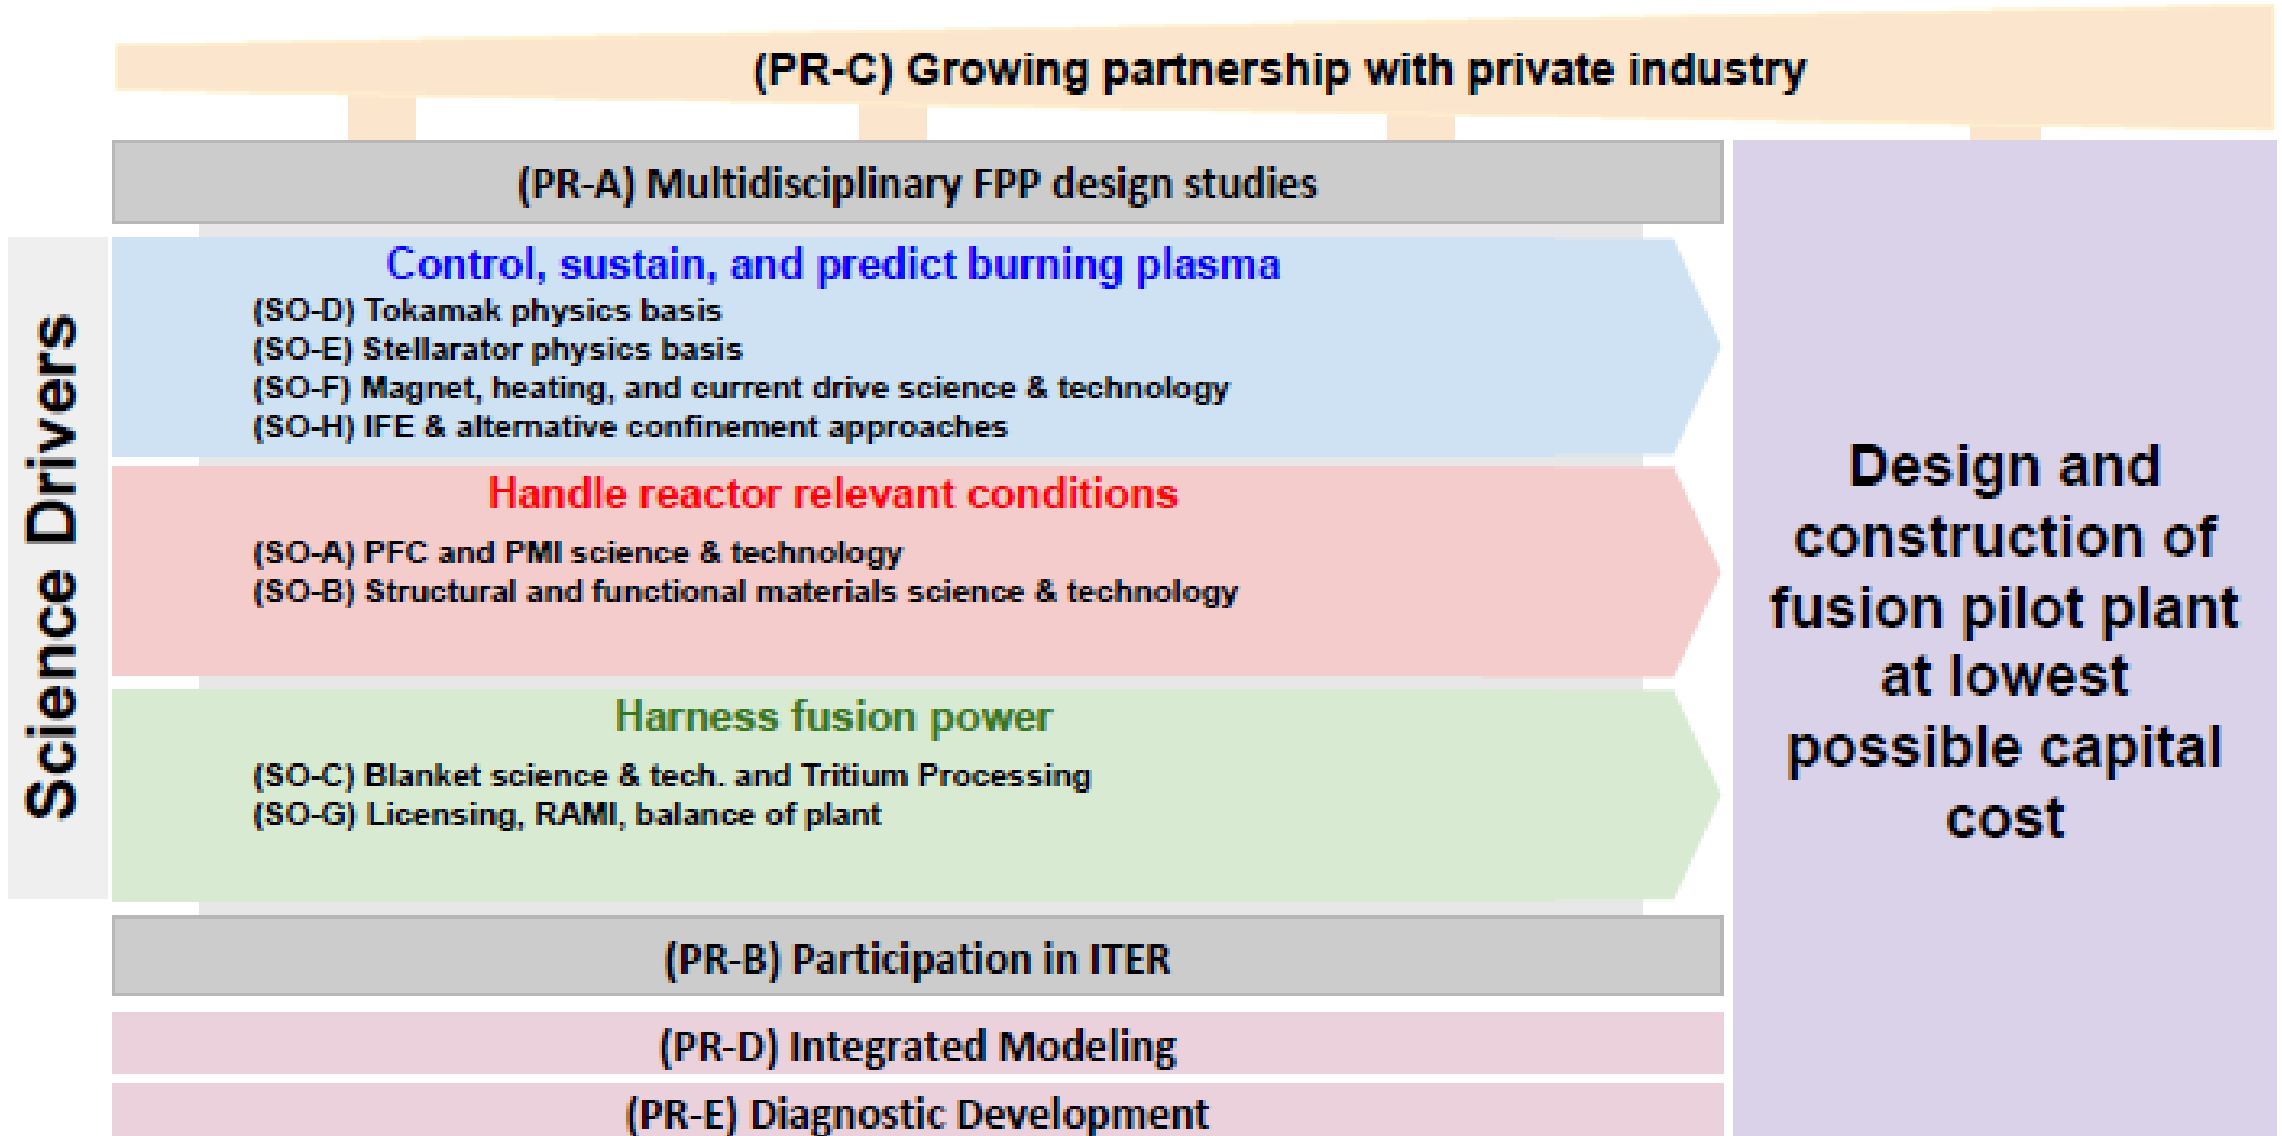 (PR-C) Growing partnership with private industry
(PR-A) Multidisciplinary FPP design studies
Science Drivers
Control, sustain, and predict burning plasma
(SO-D) Tokamak physics basis
(SO-E) Stellarator physics basis
(SO-F) Magnet, heating, and current drive science & technology
(SO-H) IFE & alternative confinement approaches
Handle reactor relevant conditions
(SO-A) PFC and PMI science & technology
(SO-B) Structural and functional materials science & technology
Harness fusion power
(SO-C) Blanket science & tech. and Tritium Processing
(SO-G) Licensing, RAMI, balance of plant
(PR-B) Participation in ITER
(PR-D) Integrated Modeling
(PR-E) Diagnostic Development
Design and
construction of
fusion pilot plant
at lowest
possible capital
cost